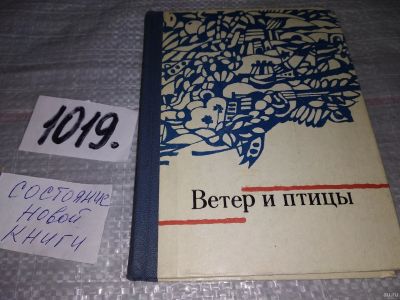 1019.
СОСТОЯНИЕ
НОВОЙ
КНИГИ
Ветер и птицы